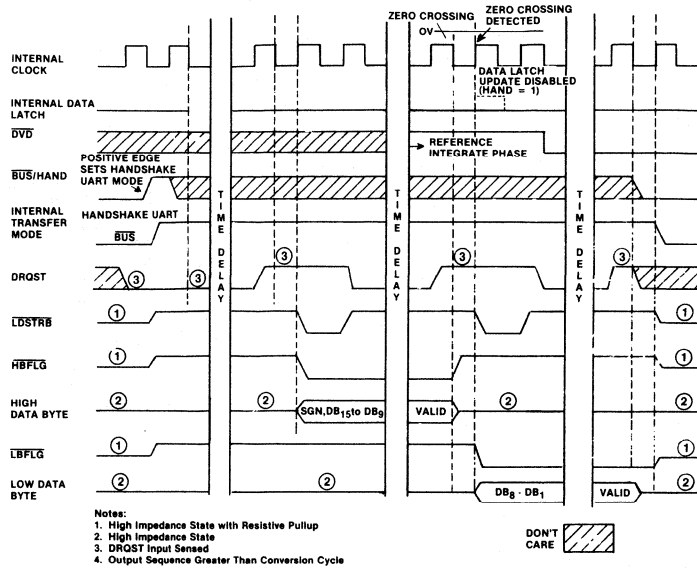 ZERO CROSSING
ZERO CROSSING
DETECTED
OV
INTERNAL
CLOCK
DATA LATCH
UPDATE DISABLED
(HAND = 1)
INTERNAL DATA
LATCH
DVD
REFERENCE
INTEGRATE PHASE
POSITIVE EDGE
SETS HANDSHAKE
UART MODE
BUS/HAND
TIME DELAY
TIME DELAY
TIME DELAY
INTERNAL
TRANSFER
MODE
HANDSHAKE UART
BUS
DRQST
3
3
3
3
3
LDSTRB
1
1
HBFLG
1
1
HIGH
DATA BYTE
2
2
SGN,DB15 to DB9
VALID
2
2
LBFLG
1
1
LOW DATA
BYTE
2
2
DB8 - DB1
VALID
2
Notes:
1. High Impedance State with Resistive Pullup
2. High Impedance State
3. DRQST Input Sensed
4. Output Sequence Greater Than Conversion Cycle
DON'T
CARE